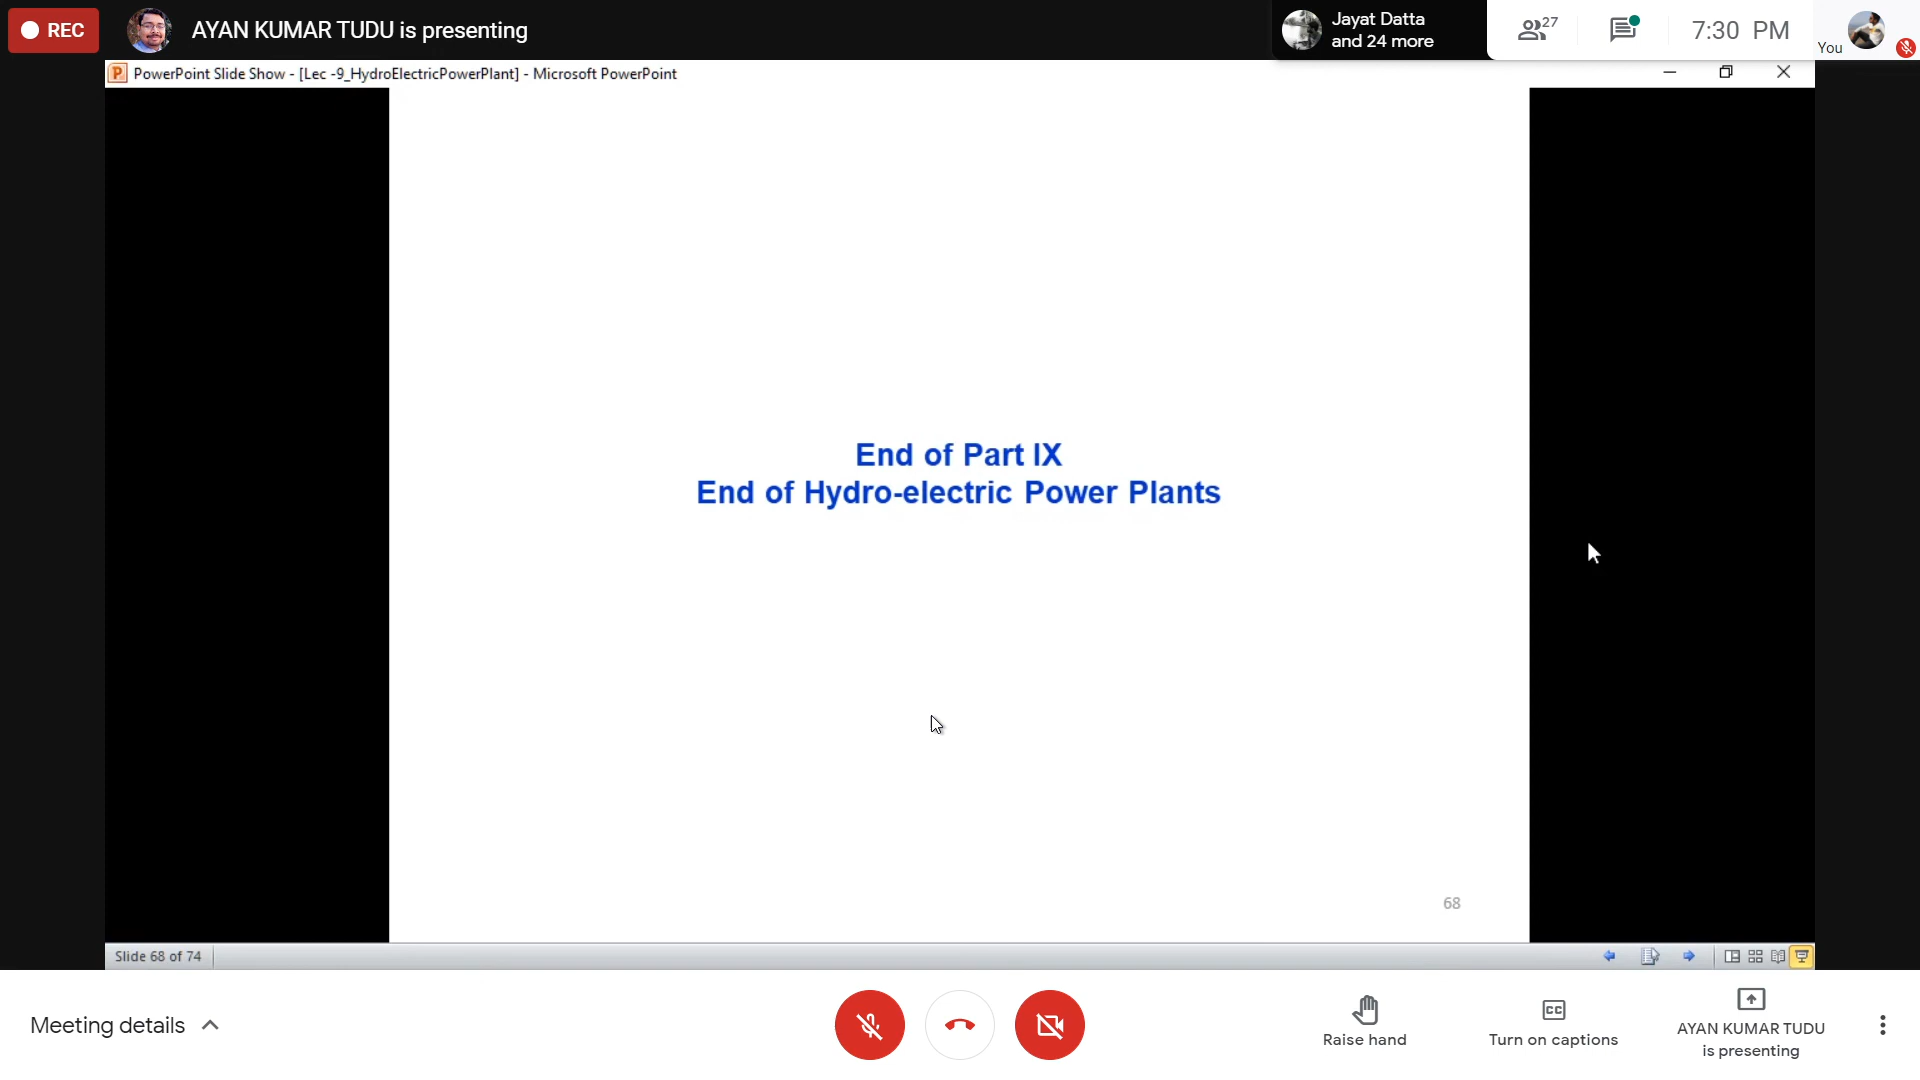 REC
AYAN KUMAR TUDU is presenting
Jayat Datta
and 24 more
27
7:30 PM
You
PowerPoint Slide Show - [Lec -9_HydroElectricPowerPlant] - Microsoft PowerPoint
End of Part IX
End of Hydro-electric Power Plants
68
Slide 68 of 74
Meeting details
Raise hand
CC
Turn on captions
AYAN KUMAR TUDU
is presenting